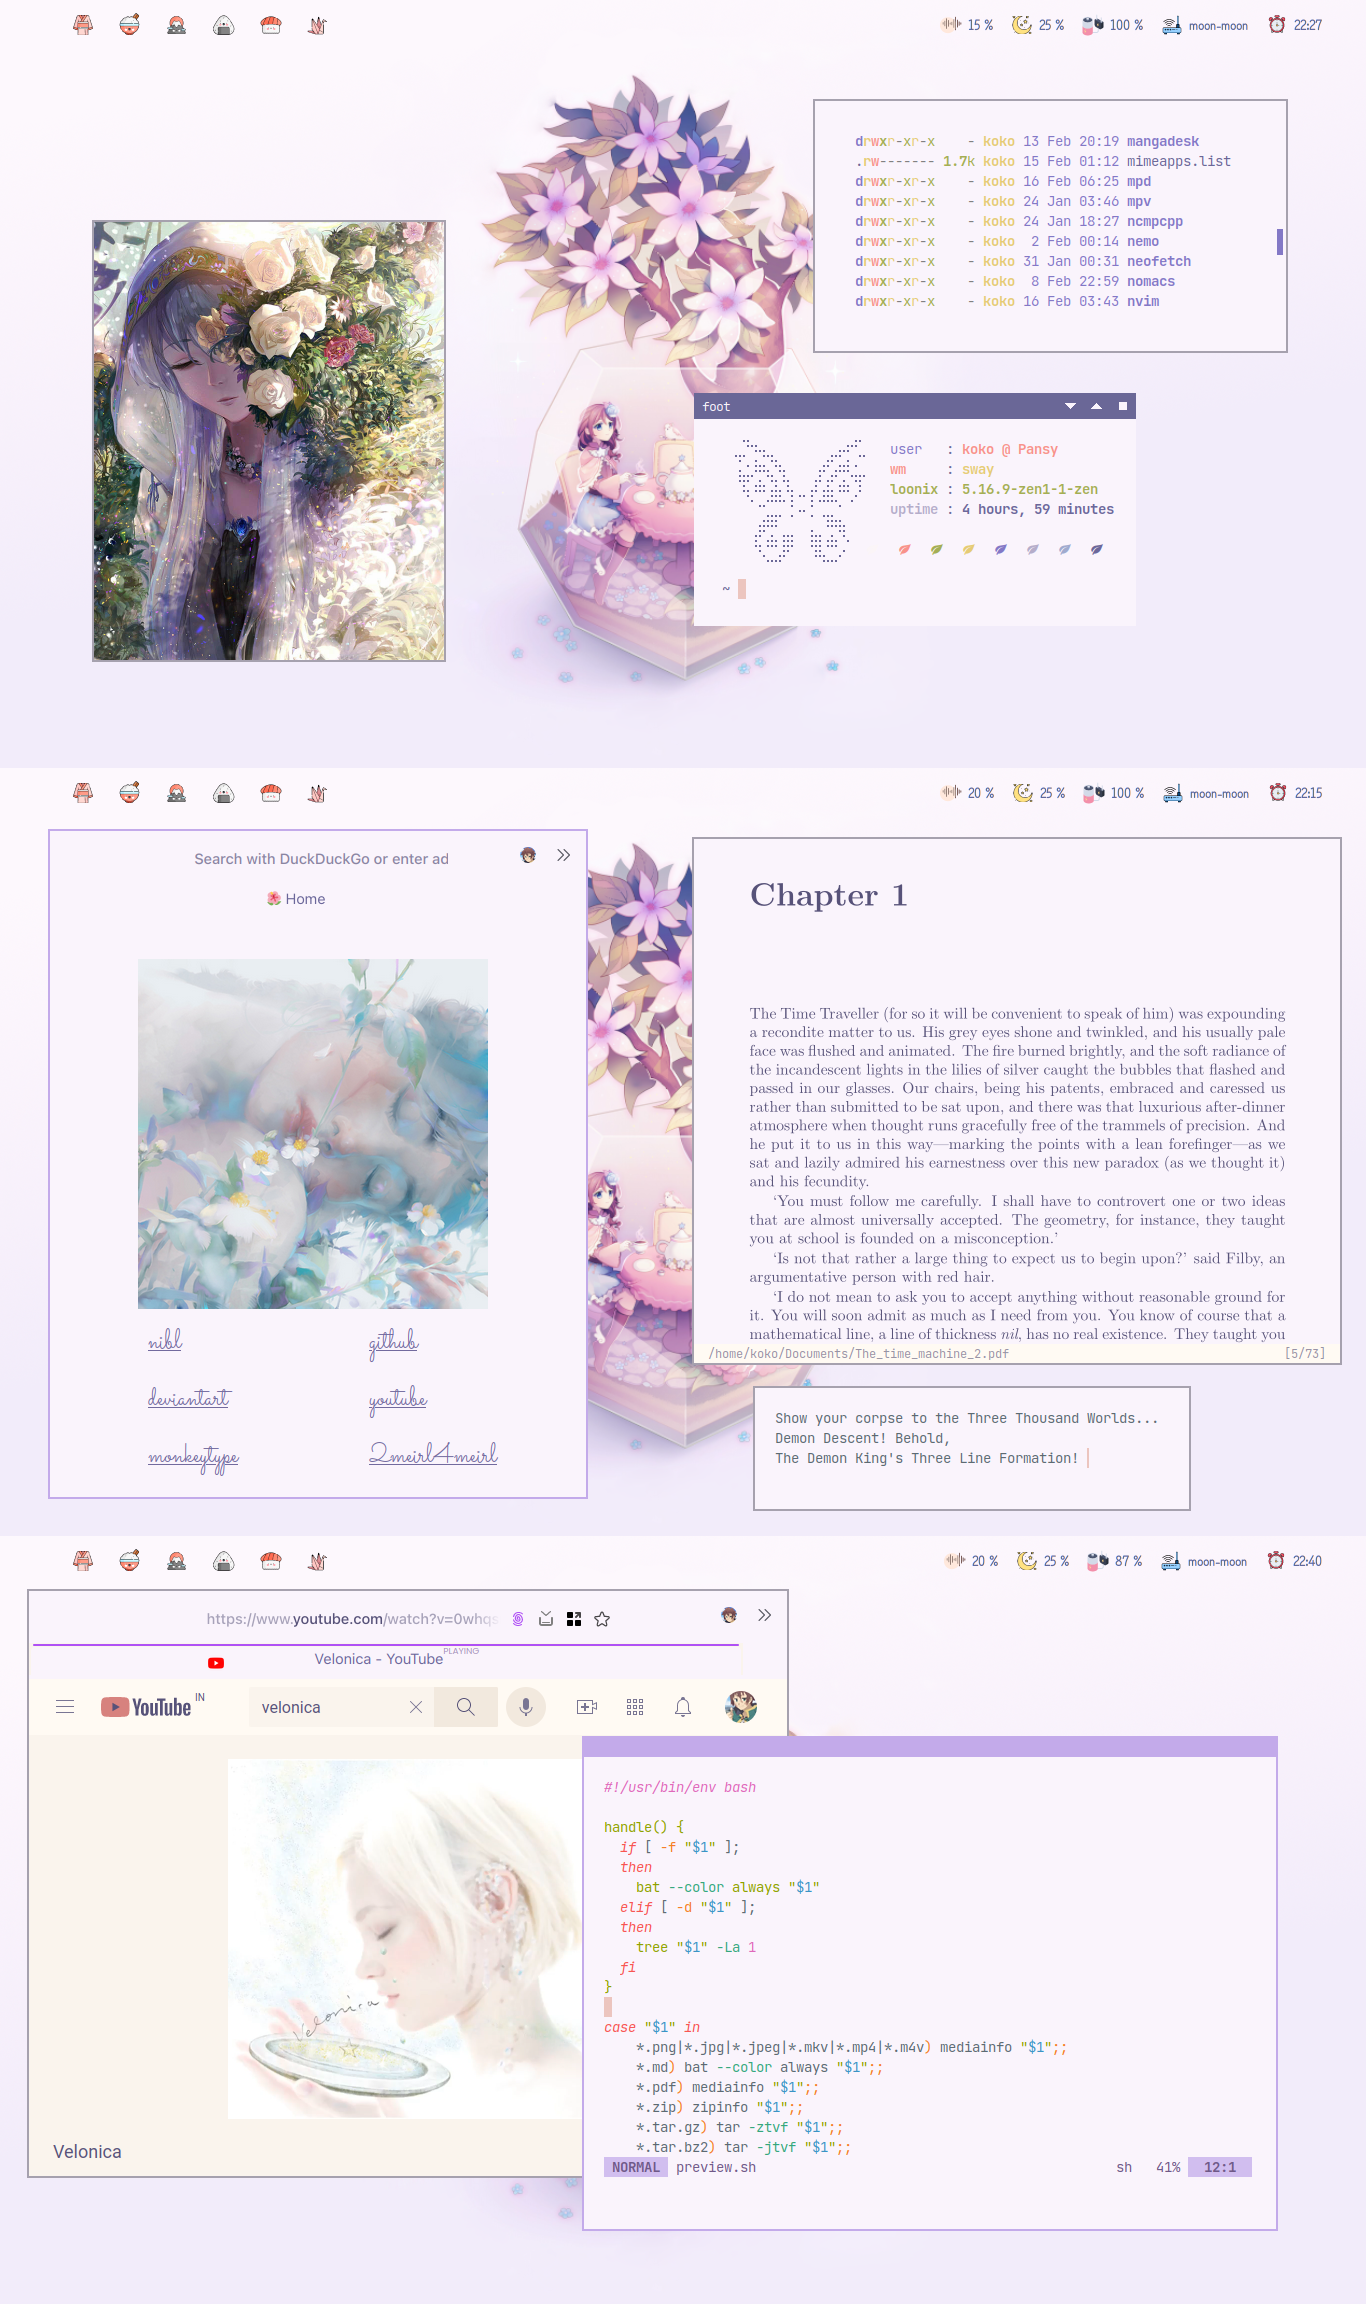 15 % 25 % 100 % moon-moon 22:27
drwxr-xr-x - koko 13 Feb 20:19 mangadesk
.rw------- 1.7k koko 15 Feb 01:12 mimeapps.list
drwxr-xr-x - koko 16 Feb 06:25 mpd
drwxr-xr-x - koko 24 Jan 03:46 mpv
drwxr-xr-x - koko 24 Jan 18:27 ncmpcpp
drwxr-xr-x - koko 2 Feb 00:14 nemo
drwxr-xr-x - koko 31 Jan 00:31 neofetch
drwxr-xr-x - koko 8 Feb 22:59 nomacs
drwxr-xr-x - koko 16 Feb 03:43 nvim
foot
user : koko @ Pansy
wm : sway
loonix : 5.16.9-zen1-1-zen
uptime : 4 hours, 59 minutes
~
20 % 25 % 100 % moon-moon 22:15
Search with DuckDuckGo or enter ad
Home
nibl github
deviantart youtube
monkeytype 2meirl4meirl
Chapter 1
The Time Traveller (for so it will be convenient to speak of him) was expounding
a recondite matter to us. His grey eyes shone and twinkled, and his usually pale
face was flushed and animated. The fire burned brightly, and the soft radiance of
the incandescent lights in the lilies of silver caught the bubbles that flashed and
passed in our glasses. Our chairs, being his patents, embraced and caressed us
rather than submitted to be sat upon, and there was that luxurious after-dinner
atmosphere when thought runs gracefully free of the trammels of precision. And
he put it to us in this way—marking the points with a lean forefinger—as we
sat and lazily admired his earnestness over this new paradox (as we thought it)
and his fecundity.
‘You must follow me carefully. I shall have to controvert one or two ideas
that are almost universally accepted. The geometry, for instance, they taught
you at school is founded on a misconception.’
‘Is not that rather a large thing to expect us to begin upon?’ said Filby, an
argumentative person with red hair.
‘I do not mean to ask you to accept anything without reasonable ground for
it. You will soon admit as much as I need from you. You know of course that a
mathematical line, a line of thickness nil, has no real existence. They taught you
/home/koko/Documents/The_time_machine_2.pdf [5/73]
Show your corpse to the Three Thousand Worlds...
Demon Descent! Behold,
The Demon King's Three Line Formation!
20 % 25 % 87 % moon-moon 22:40
https://www.youtube.com/watch?v=0whqs
Velonica - YouTube PLAYING
YouTube IN
velonica
Velonica
Velonica
#!/usr/bin/env bash
handle() {
if [ -f "$1" ];
then
bat --color always "$1"
elif [ -d "$1" ];
then
tree "$1" -La 1
fi
}
case "$1" in
*.png|*.jpg|*.jpeg|*.mkv|*.mp4|*.m4v) mediainfo "$1";;
*.md) bat --color always "$1";;
*.pdf) mediainfo "$1";;
*.zip) zipinfo "$1";;
*.tar.gz) tar -ztvf "$1";;
*.tar.bz2) tar -jtvf "$1";;
NORMAL preview.sh sh 41% 12:1